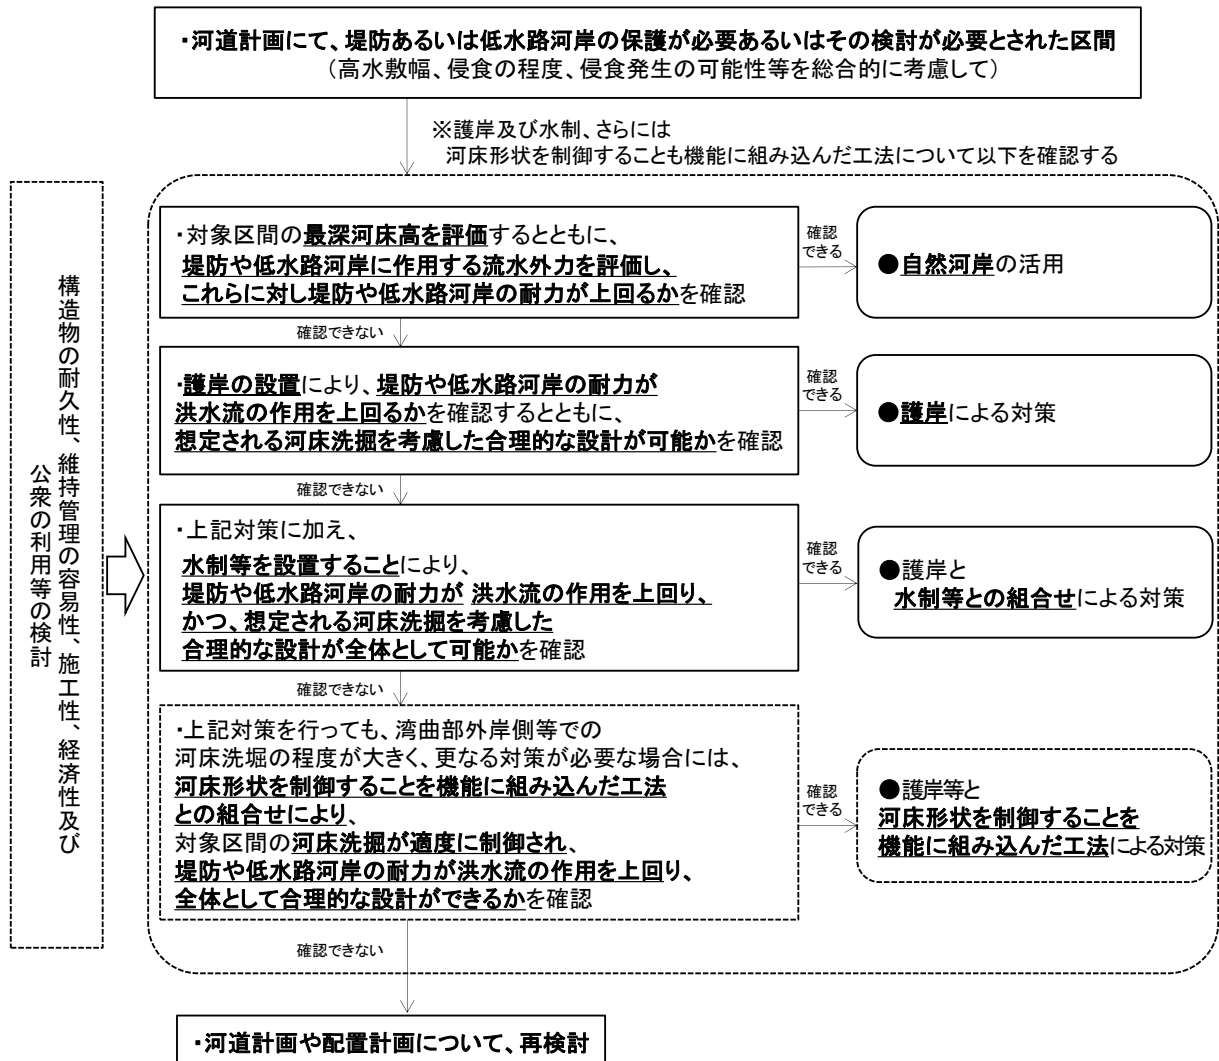 ・河道計画にて、堤防あるいは低水路河岸の保護が必要あるいはその検討が必要とされた区間
（高水敷幅、侵食の程度、侵食発生の可能性等を総合的に考慮して）
※護岸及び水制、さらには
河床形状を制御することも機能に組み込んだ工法について以下を確認する
構造物の耐久性、維持管理の容易性、施工性、経済性及び
公衆の利用等の検討
・対象区間の最深河床高を評価するとともに、
堤防や低水路河岸に作用する流水外力を評価し、
これらに対し堤防や低水路河岸の耐力が上回るかを確認
確認
できる
●自然河岸の活用
確認できない
・護岸の設置により、堤防や低水路河岸の耐力が
洪水流の作用を上回るかを確認するとともに、
想定される河床洗掘を考慮した合理的な設計が可能かを確認
確認
できる
●護岸による対策
確認できない
・上記対策に加え、
水制等を設置することにより、
堤防や低水路河岸の耐力が 洪水流の作用を上回り、
かつ、想定される河床洗掘を考慮した
合理的な設計が全体として可能かを確認
確認
できる
●護岸と
水制等との組合せによる対策
確認できない
・上記対策を行っても、湾曲部外岸側等での
河床洗堀の程度が大きく、更なる対策が必要な場合には、
河床形状を制御することを機能に組み込んだ工法
との組合せにより、
対象区間の河床洗掘が適度に制御され、
堤防や低水路河岸の耐力が洪水流の作用を上回り、
全体として合理的な設計ができるかを確認
確認
できる
●護岸等と
河床形状を制御することを
機能に組み込んだ工法による対策
確認できない
・河道計画や配置計画について、再検討